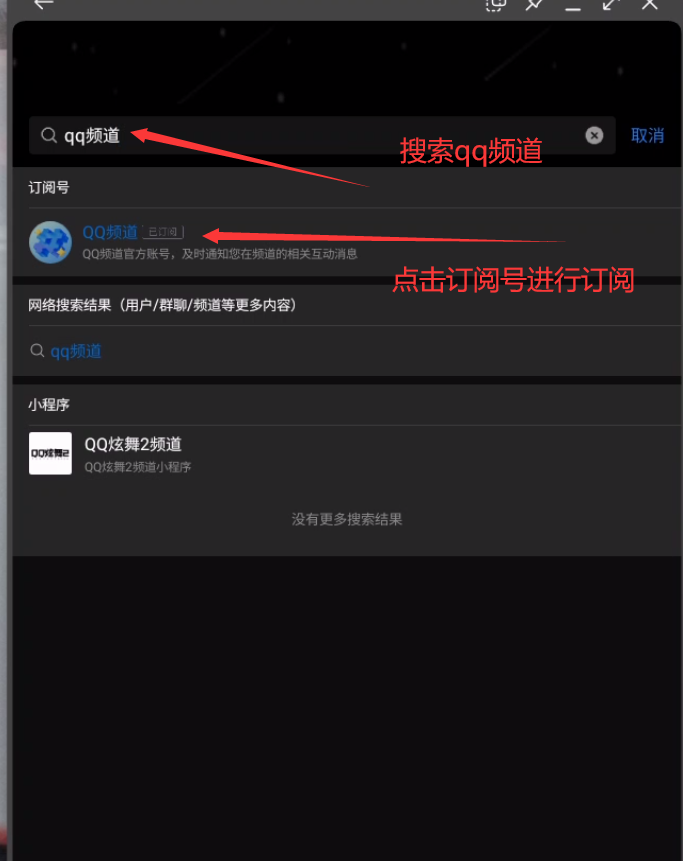 qq频道
取消
搜索qq频道
订阅号
QQ频道 已订阅
QQ频道官方账号，及时通知您在频道的相关互动消息
点击订阅号进行订阅
网络搜索结果（用户/群聊/频道等更多内容）
qq频道
小程序
QQ炫舞2
QQ炫舞2频道
QQ炫舞2频道小程序
没有更多搜索结果